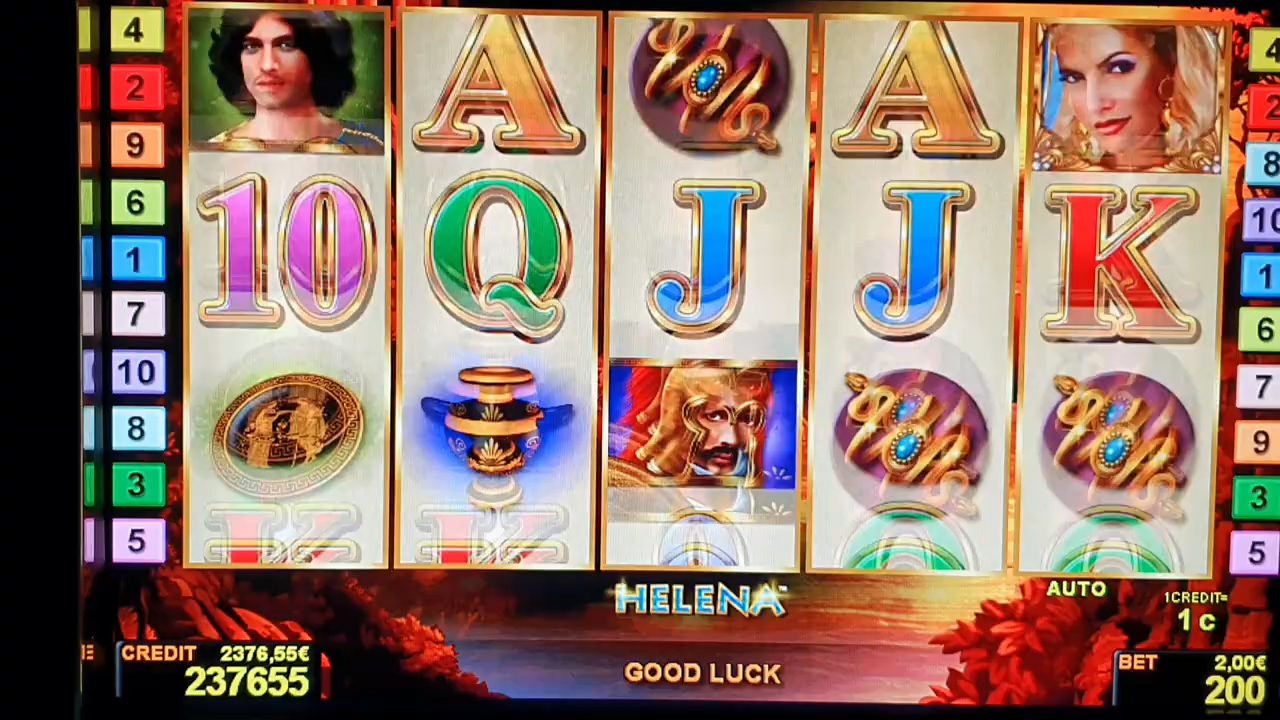 4
2
9
6
1
7
10
8
3
5
A
A
10
Q
J
J
K
K
K
4
2
8
10
1
6
7
9
3
5
HELENA™
AUTO
1CREDIT=
1 c
CREDIT 2376,55€
237655
GOOD LUCK
BET 2,00€
200